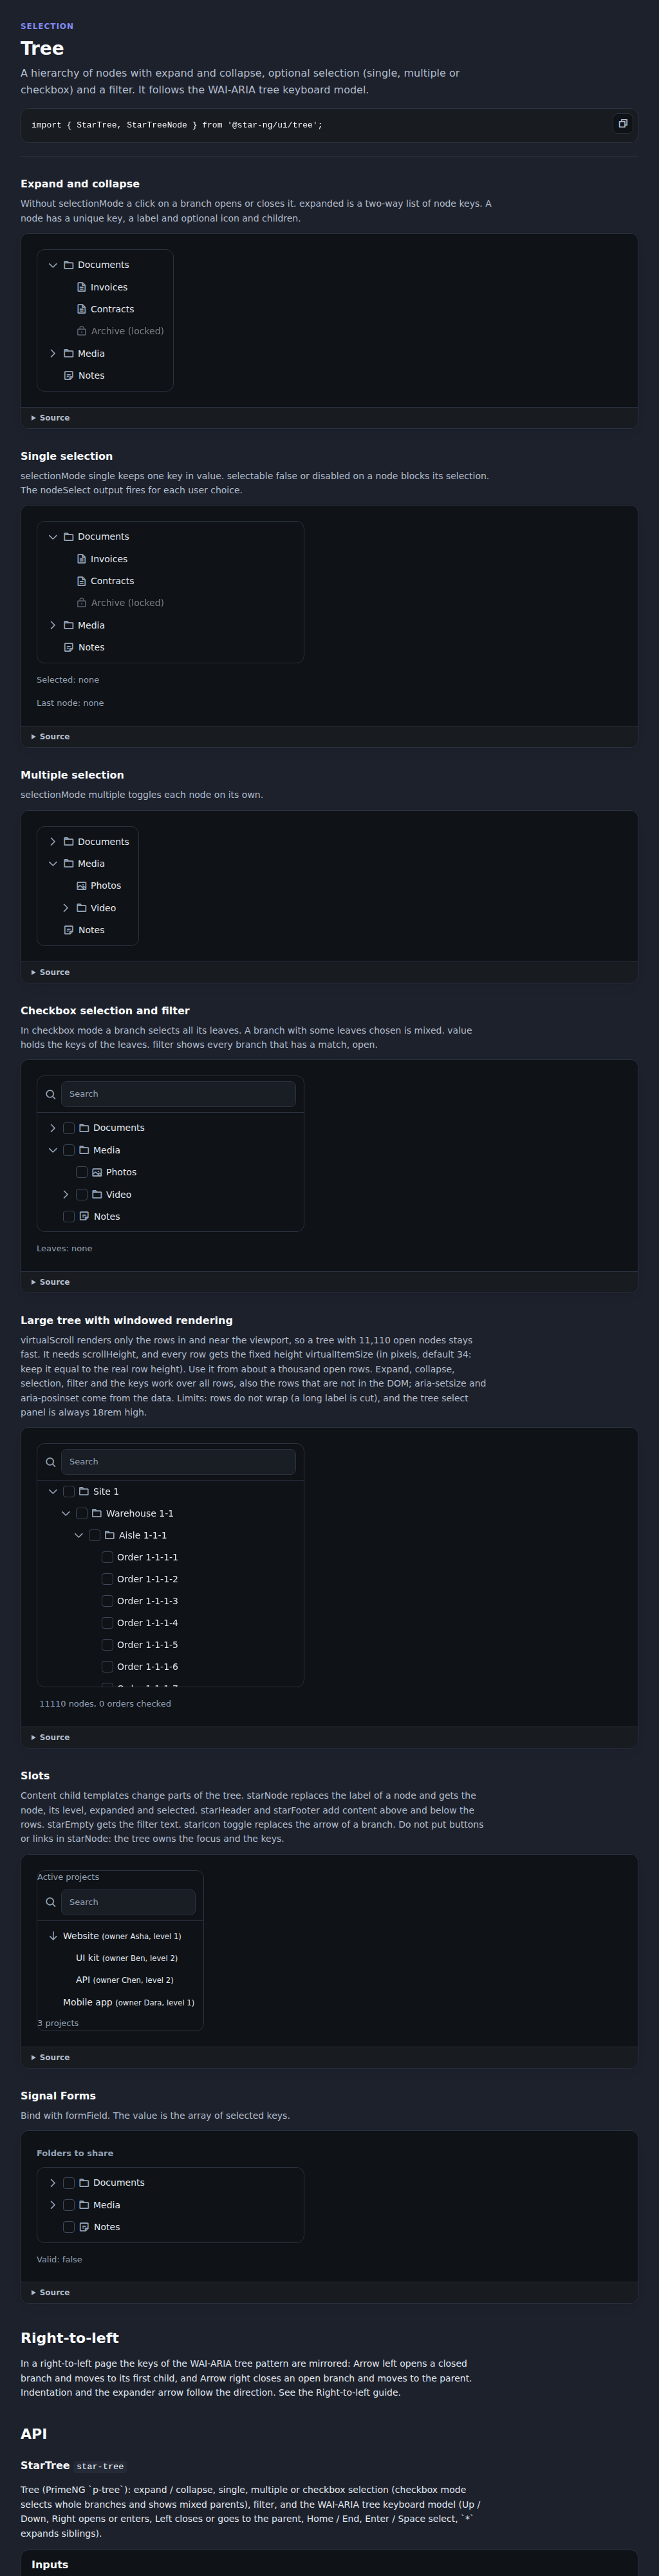 SELECTION
Tree
A hierarchy of nodes with expand and collapse, optional selection (single, multiple or
checkbox) and a filter. It follows the WAI-ARIA tree keyboard model.
import { StarTree, StarTreeNode } from '@star-ng/ui/tree';
Expand and collapse
Without selectionMode a click on a branch opens or closes it. expanded is a two-way list of node keys. A
node has a unique key, a label and optional icon and children.
Documents
Invoices
Contracts
Archive (locked)
Media
Notes
Source
Single selection
selectionMode single keeps one key in value. selectable false or disabled on a node blocks its selection.
The nodeSelect output fires for each user choice.
Documents
Invoices
Contracts
Archive (locked)
Media
Notes
Selected: none
Last node: none
Source
Multiple selection
selectionMode multiple toggles each node on its own.
Documents
Media
Photos
Video
Notes
Source
Checkbox selection and filter
In checkbox mode a branch selects all its leaves. A branch with some leaves chosen is mixed. value
holds the keys of the leaves. filter shows every branch that has a match, open.
Search
Documents
Media
Photos
Video
Notes
Leaves: none
Source
Large tree with windowed rendering
virtualScroll renders only the rows in and near the viewport, so a tree with 11,110 open nodes stays
fast. It needs scrollHeight, and every row gets the fixed height virtualItemSize (in pixels, default 34:
keep it equal to the real row height). Use it from about a thousand open rows. Expand, collapse,
selection, filter and the keys work over all rows, also the rows that are not in the DOM; aria-setsize and
aria-posinset come from the data. Limits: rows do not wrap (a long label is cut), and the tree select
panel is always 18rem high.
Search
Site 1
Warehouse 1-1
Aisle 1-1-1
Order 1-1-1-1
Order 1-1-1-2
Order 1-1-1-3
Order 1-1-1-4
Order 1-1-1-5
Order 1-1-1-6
11110 nodes, 0 orders checked
Source
Slots
Content child templates change parts of the tree. starNode replaces the label of a node and gets the
node, its level, expanded and selected. starHeader and starFooter add content above and below the
rows. starEmpty gets the filter text. starIcon toggle replaces the arrow of a branch. Do not put buttons
or links in starNode: the tree owns the focus and the keys.
Active projects
Search
Website (owner Asha, level 1)
UI kit (owner Ben, level 2)
API (owner Chen, level 2)
Mobile app (owner Dara, level 1)
3 projects
Source
Signal Forms
Bind with formField. The value is the array of selected keys.
Folders to share
Documents
Media
Notes
Valid: false
Source
Right-to-left
In a right-to-left page the keys of the WAI-ARIA tree pattern are mirrored: Arrow left opens a closed
branch and moves to its first child, and Arrow right closes an open branch and moves to the parent.
Indentation and the expander arrow follow the direction. See the Right-to-left guide.
API
StarTree star-tree
Tree (PrimeNG `p-tree`): expand / collapse, single, multiple or checkbox selection (checkbox mode
selects whole branches and shows mixed parents), filter, and the WAI-ARIA tree keyboard model (Up /
Down, Right opens or enters, Left closes or goes to the parent, Home / End, Enter / Space select, `*`
expands siblings).
Inputs